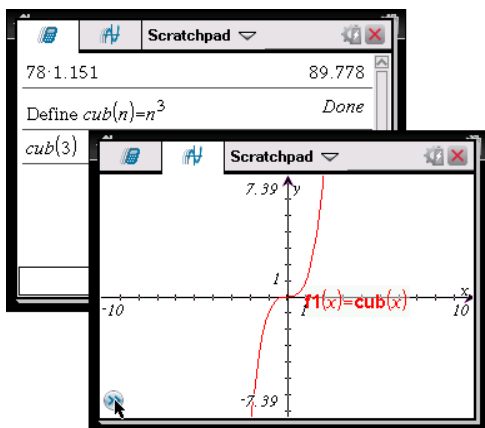 Scratchpad
78·1.151 89.778
Define cub(n)=n³ Done
cub(3)
Scratchpad
7.39 y
1
x
-10 1 f1(x)=cub(x) 10
-7.39